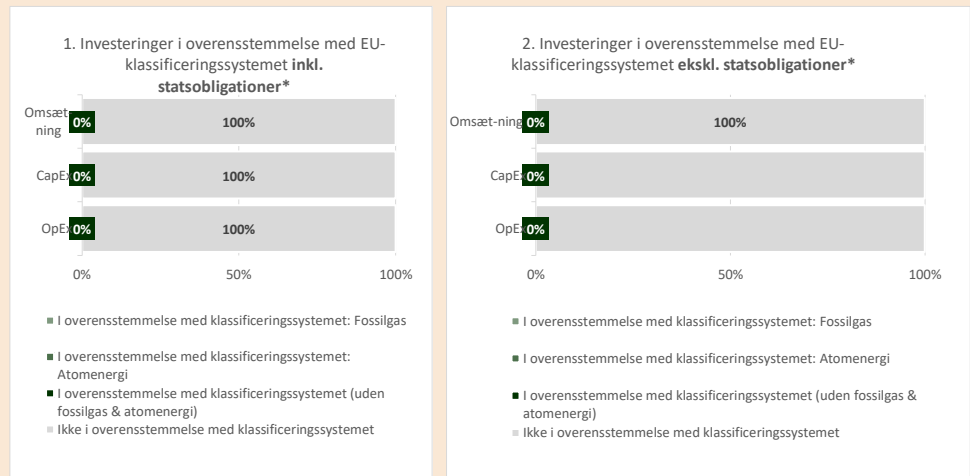 1. Investeringer i overensstemmelse med EU-
klassificeringssystemet inkl.
statsobligationer*
Omsæt-
ning
0%
100%
CapEx
0%
100%
OpEx
0%
100%
0%
50%
100%
I overensstemmelse med klassificeringssystemet: Fossilgas
I overensstemmelse med klassificeringssystemet:
Atomenergi
I overensstemmelse med klassificeringssystemet (uden
fossilgas & atomenergi)
Ikke i overensstemmelse med klassificeringssystemet
2. Investeringer i overensstemmelse med EU-
klassificeringssystemet ekskl. statsobligationer*
Omsæt-ning
0%
100%
CapEx
0%
OpEx
0%
0%
50%
100%
I overensstemmelse med klassificeringssystemet: Fossilgas
I overensstemmelse med klassificeringssystemet: Atomenergi
I overensstemmelse med klassificeringssystemet (uden fossilgas &
atomenergi)
Ikke i overensstemmelse med klassificeringssystemet